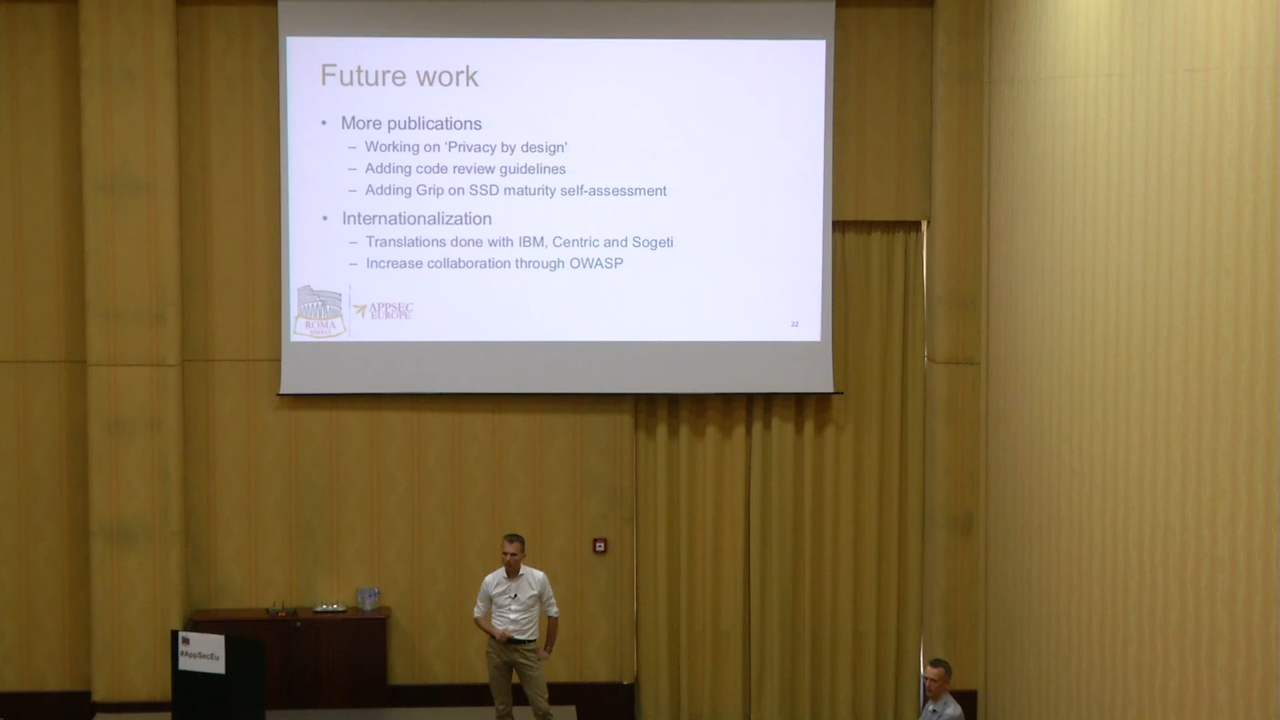 Future work
• More publications
– Working on ‘Privacy by design’
– Adding code review guidelines
– Adding Grip on SSD maturity self-assessment
• Internationalization
– Translations done with IBM, Centric and Sogeti
– Increase collaboration through OWASP
ROMA
APPSEC
EUROPE
22
#AppSecEu